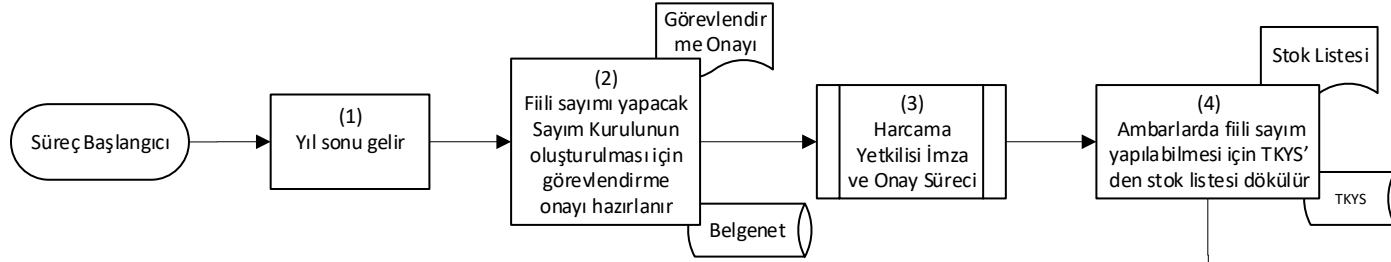 Süreç Başlangıcı
(1)
Yıl sonu gelir
Görevlendir
me Onayı
(2)
Fiili sayımı yapacak
Sayım Kurulunun
oluşturulması için
görevlendirme
onayı hazırlanır
Belgenet
(3)
Harcama
Yetkilisi İmza
ve Onay Süreci
Stok Listesi
(4)
Ambarlarda fiili sayım
yapılabilmesi için TKYS’
den stok listesi dökülür
TKYS